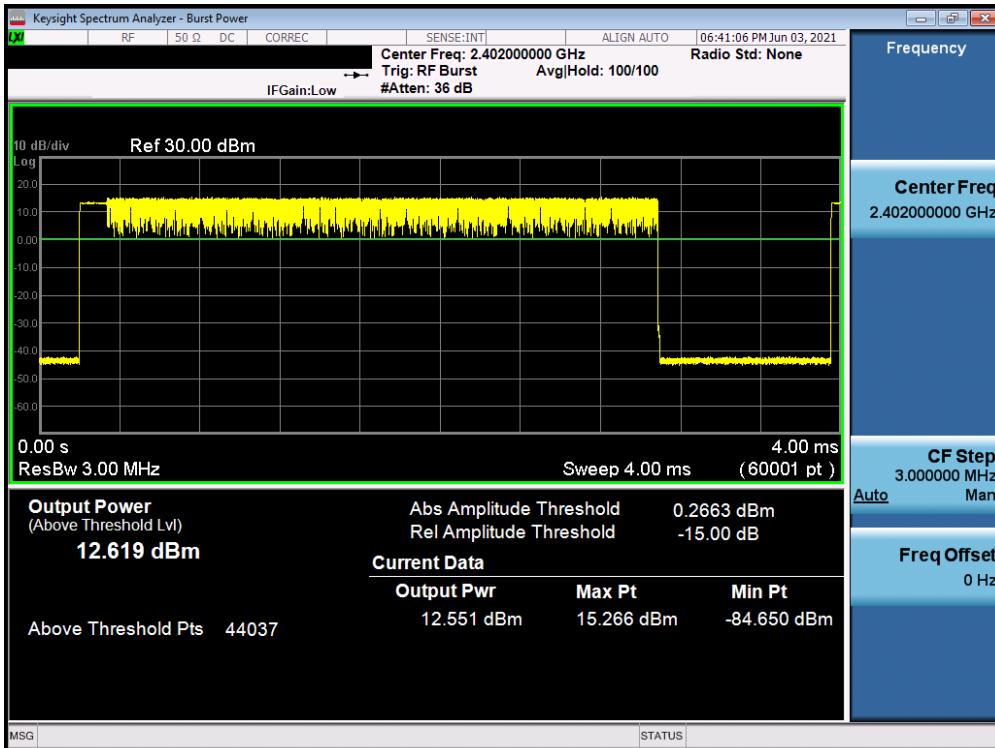 Keysight Spectrum Analyzer - Burst Power
LXI RF 50 Ω DC CORREC SENSE:INT ALIGN AUTO 06:41:06 PM Jun 03, 2021
Center Freq: 2.402000000 GHz Radio Std: None
Trig: RF Burst Avg|Hold: 100/100
IFGain:Low #Atten: 36 dB
Frequency
10 dB/div Ref 30.00 dBm
Log
20.0
10.0
0.00
-10.0
-20.0
-30.0
-40.0
-50.0
-60.0
0.00 s 4.00 ms
ResBw 3.00 MHz Sweep 4.00 ms (60001 pt)
Center Freq
2.402000000 GHz
CF Step
3.000000 MHz
Auto Man
Freq Offset
0 Hz
Output Power
(Above Threshold Lvl)
12.619 dBm
Above Threshold Pts 44037
Abs Amplitude Threshold 0.2663 dBm
Rel Amplitude Threshold -15.00 dB
Current Data
Output Pwr Max Pt Min Pt
12.551 dBm 15.266 dBm -84.650 dBm
MSG STATUS